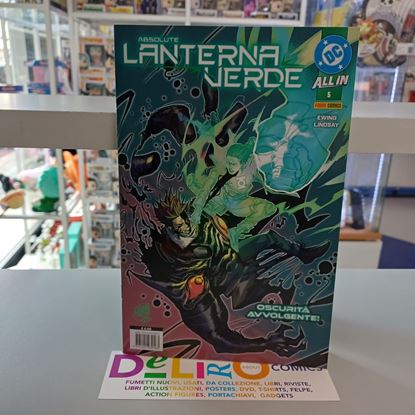 ABSOLUTE
LANTERNA
VERDE
DC
ALL IN
5
PANINI COMICS
EWING
LINDSAY
OSCURITÀ
AVVOLGENTE!
DeLiRiO
ABOUT
COMICS
FUMETTI NUOVI, USATI, DA COLLEZIONE, LIBRI, RIVISTE,
LIBRI D'ILLUSTRAZIONI, POSTERS, DVD, T-SHIRTS, FELPE,
ACTION FIGURES, PORTACHIAVI, GADGETS